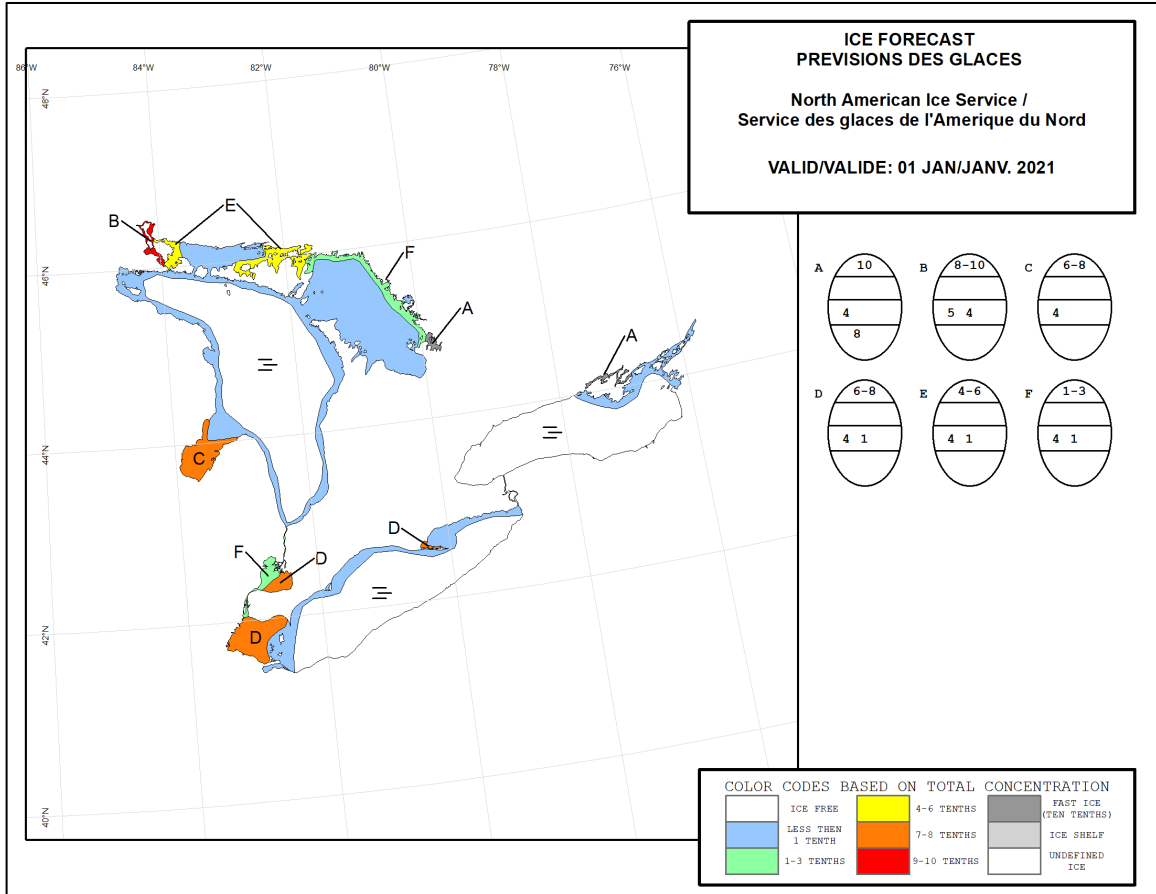 ICE FORECAST
PREVISIONS DES GLACES
North American Ice Service /
Service des glaces de l'Amerique du Nord
VALID/VALIDE: 01 JAN/JANV. 2021
86°W
84°W
82°W
80°W
78°W
76°W
48°N
46°N
44°N
42°N
40°N
B
E
F
A
A
C
D
F
D
D
A
10
4
8
B
8-10
5 4
C
6-8
4
D
6-8
4 1
E
4-6
4 1
F
1-3
4 1
COLOR CODES BASED ON TOTAL CONCENTRATION
ICE FREE
LESS THEN
1 TENTH
1-3 TENTHS
4-6 TENTHS
7-8 TENTHS
9-10 TENTHS
FAST ICE
(TEN TENTHS)
ICE SHELF
UNDEFINED
ICE